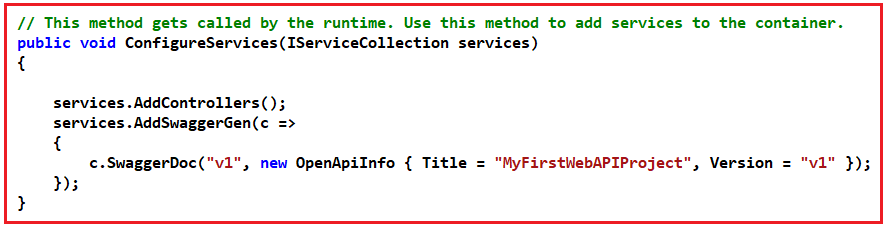 // This method gets called by the runtime. Use this method to add services to the container.
public void ConfigureServices(IServiceCollection services)
{
services.AddControllers();
services.AddSwaggerGen(c =>
{
c.SwaggerDoc("v1", new OpenApiInfo { Title = "MyFirstWebAPIProject", Version = "v1" });
});
}